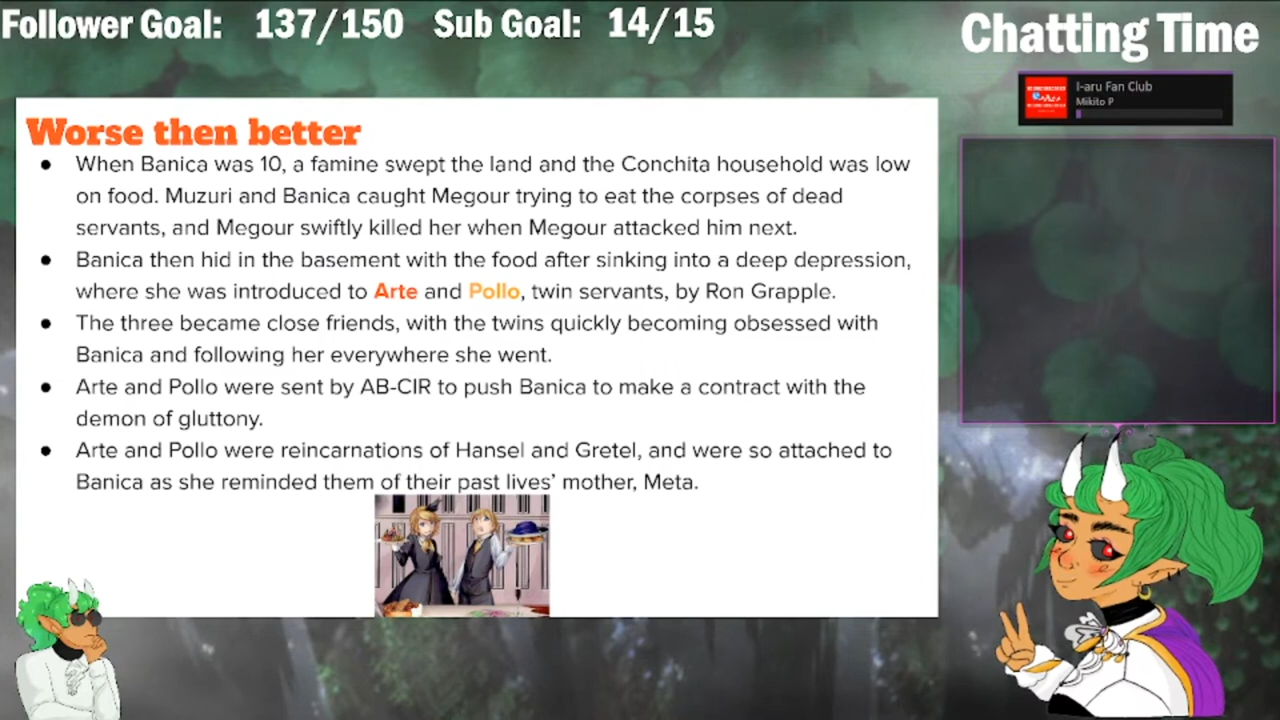 Follower Goal: 137/150 Sub Goal: 14/15
Chatting Time
I-aru Fan Club
Mikito P
Worse then better
● When Banica was 10, a famine swept the land and the Conchita household was low
on food. Muzuri and Banica caught Megour trying to eat the corpses of dead
servants, and Megour swiftly killed her when Megour attacked him next.
● Banica then hid in the basement with the food after sinking into a deep depression,
where she was introduced to Arte and Pollo, twin servants, by Ron Grapple.
● The three became close friends, with the twins quickly becoming obsessed with
Banica and following her everywhere she went.
● Arte and Pollo were sent by AB-CIR to push Banica to make a contract with the
demon of gluttony.
● Arte and Pollo were reincarnations of Hansel and Gretel, and were so attached to
Banica as she reminded them of their past lives’ mother, Meta.